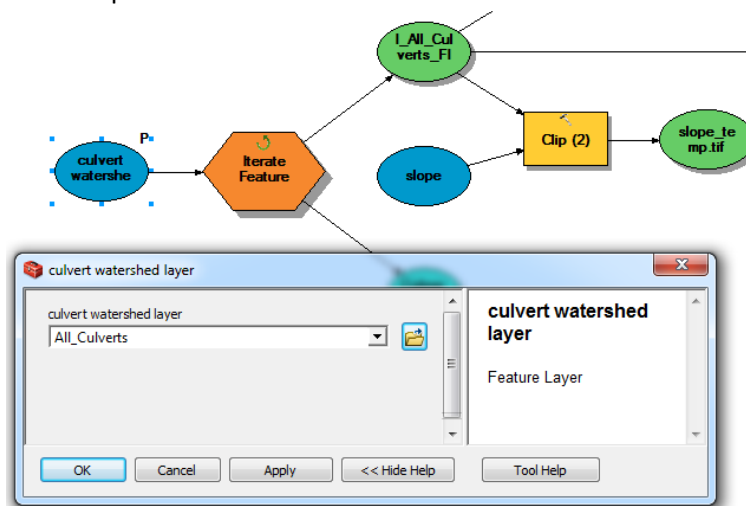 I_All_Cul
verts_FI
P
culvert
watershe
Iterate
Feature
slope
Clip (2)
slope_te
mp.tif
culvert watershed layer
culvert watershed layer
All_Culverts
culvert watershed
layer
Feature Layer
OK
Cancel
Apply
<< Hide Help
Tool Help